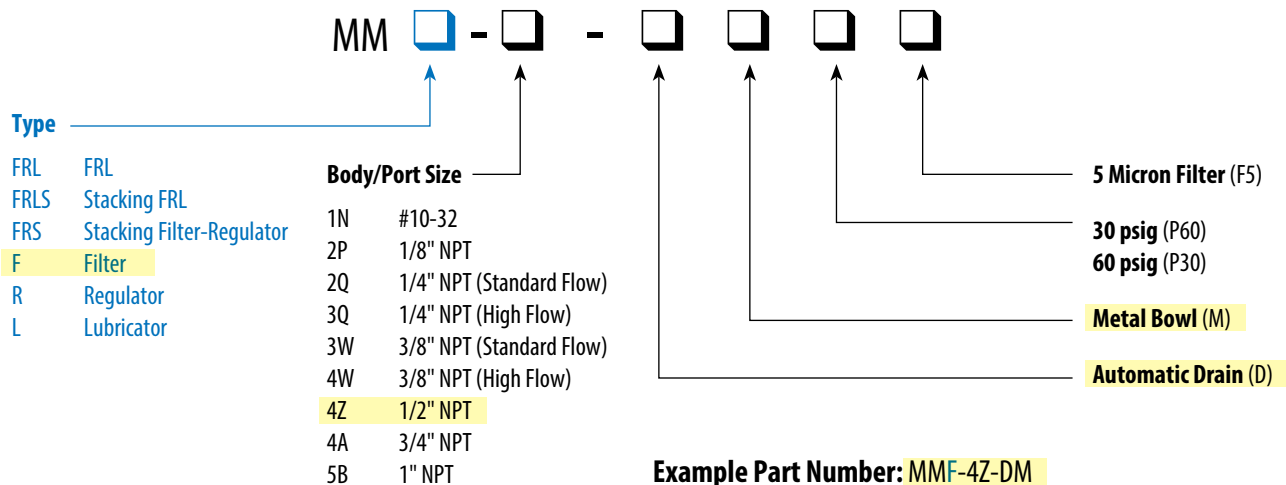 MM - -
Type
FRL FRL
FRLS Stacking FRL
FRS Stacking Filter-Regulator
F Filter
R Regulator
L Lubricator
Body/Port Size
1N #10-32
2P 1/8" NPT
2Q 1/4" NPT (Standard Flow)
3Q 1/4" NPT (High Flow)
3W 3/8" NPT (Standard Flow)
4W 3/8" NPT (High Flow)
4Z 1/2" NPT
4A 3/4" NPT
5B 1" NPT
5 Micron Filter (F5)
30 psig (P60)
60 psig (P30)
Metal Bowl (M)
Automatic Drain (D)
Example Part Number: MMF-4Z-DM